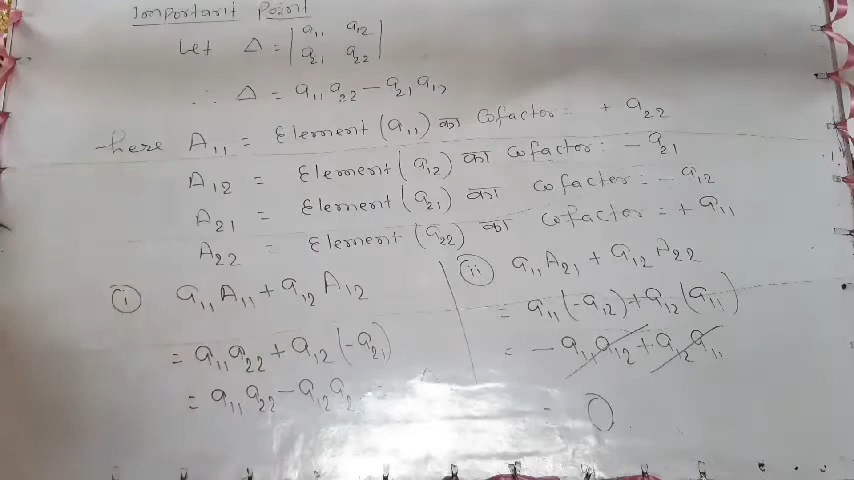 Important Point
Let Δ = | a₁₁ a₁₂ |
| a₂₁ a₂₂ |
∴ Δ = a₁₁ a₂₂ − a₂₁ a₁₂
here A₁₁ = Element (a₁₁) का Cofactor = + a₂₂
A₁₂ = Element (a₁₂) का Cofactor = − a₂₁
A₂₁ = Element (a₂₁) का Cofactor = − a₁₂
A₂₂ = Element (a₂₂) का Cofactor = + a₁₁
(i) a₁₁ A₁₁ + a₁₂ A₁₂
= a₁₁ a₂₂ + a₁₂ (−a₂₁)
= a₁₁ a₂₂ − a₁₂ a₂
(ii) a₁₁ A₂₁ + a₁₂ A₂₂
= a₁₁ (−a₁₂) + a₁₂ (a₁₁)
= − a₁₁ a₁₂ + a₁₂ a₁₁
= 0